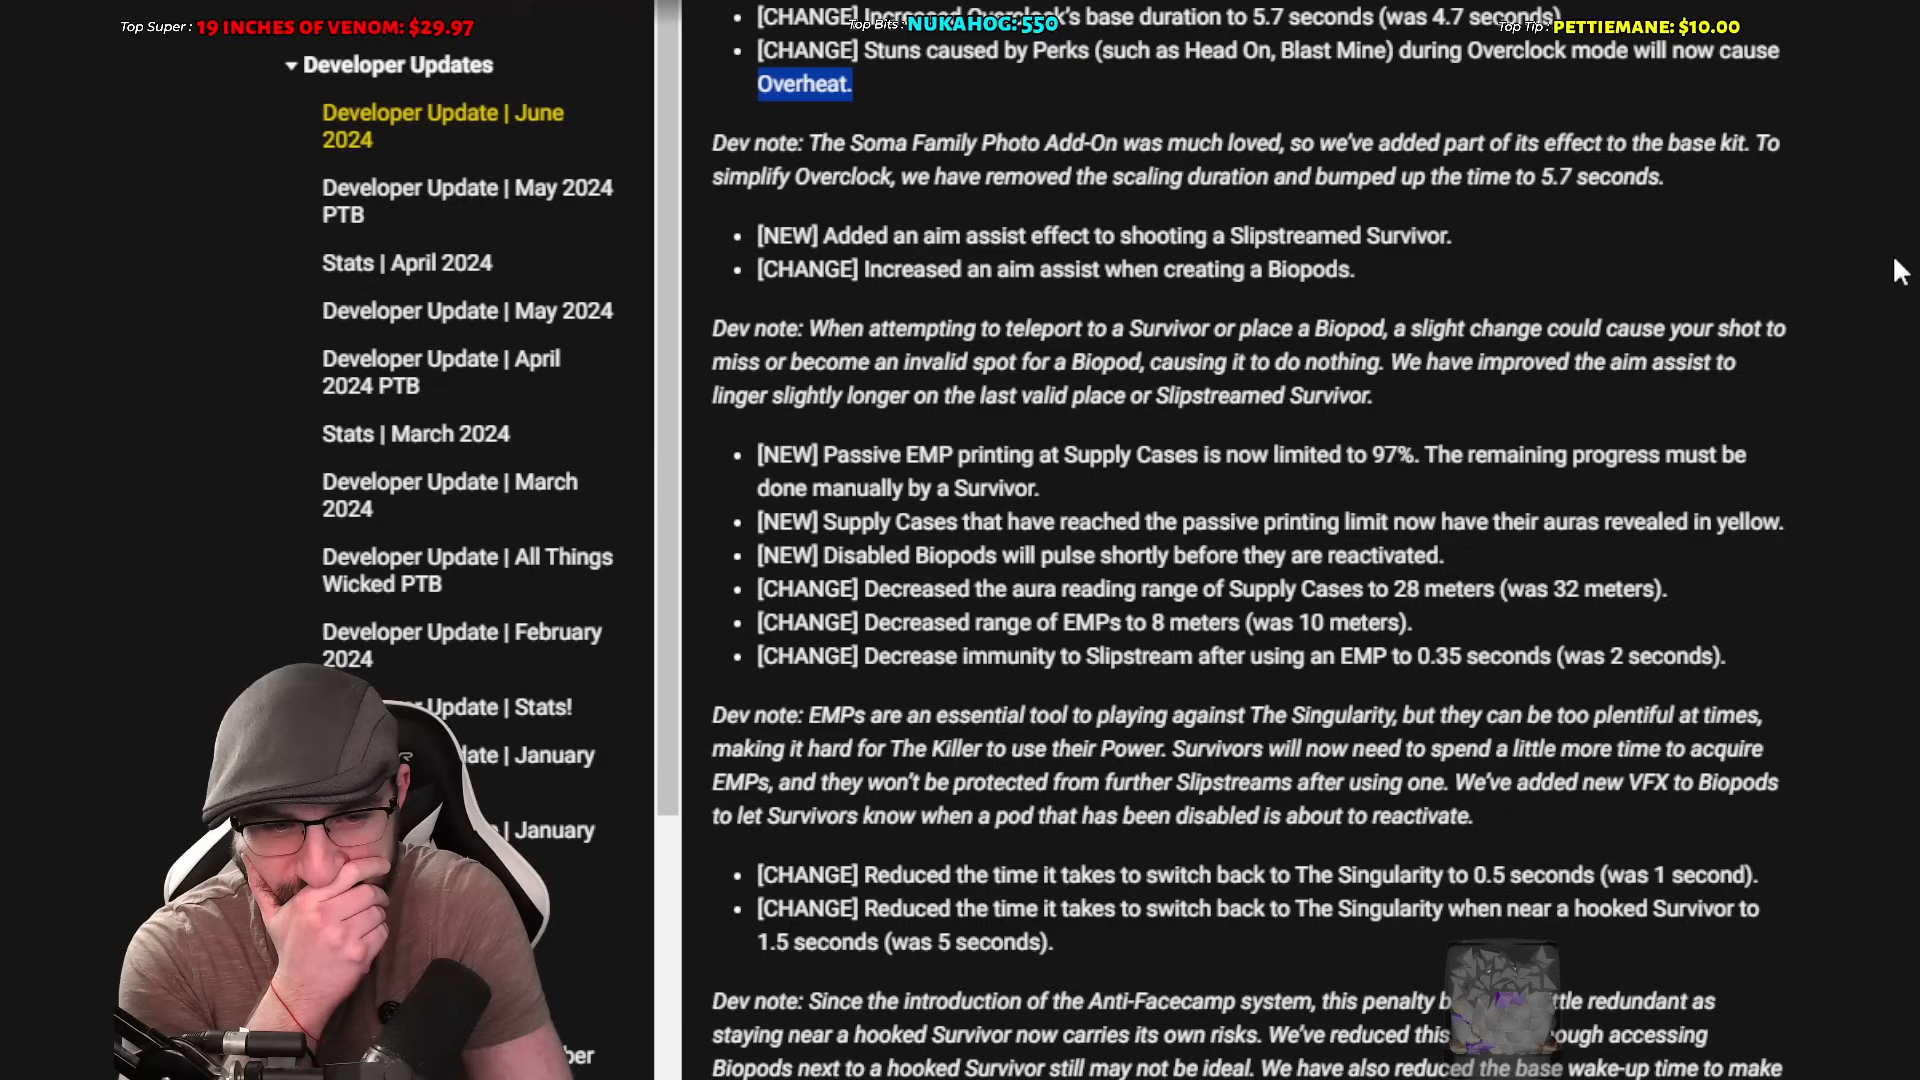 Top Super : 19 INCHES OF VENOM: $29.97
Top Bits : NUKAHOG: 550
Top Tip : PETTIEMANE: $10.00
Developer Updates
Developer Update | June
2024
Developer Update | May 2024
PTB
Stats | April 2024
Developer Update | May 2024
Developer Update | April
2024 PTB
Stats | March 2024
Developer Update | March
2024
Developer Update | All Things
Wicked PTB
Developer Update | February
2024
Update | Stats!
date | January
| January
ber
[CHANGE] Increased Overclock's base duration to 5.7 seconds (was 4.7 seconds)
[CHANGE] Stuns caused by Perks (such as Head On, Blast Mine) during Overclock mode will now cause
Overheat.
Dev note: The Soma Family Photo Add-On was much loved, so we've added part of its effect to the base kit. To
simplify Overclock, we have removed the scaling duration and bumped up the time to 5.7 seconds.
[NEW] Added an aim assist effect to shooting a Slipstreamed Survivor.
[CHANGE] Increased an aim assist when creating a Biopods.
Dev note: When attempting to teleport to a Survivor or place a Biopod, a slight change could cause your shot to
miss or become an invalid spot for a Biopod, causing it to do nothing. We have improved the aim assist to
linger slightly longer on the last valid place or Slipstreamed Survivor.
[NEW] Passive EMP printing at Supply Cases is now limited to 97%. The remaining progress must be
done manually by a Survivor.
[NEW] Supply Cases that have reached the passive printing limit now have their auras revealed in yellow.
[NEW] Disabled Biopods will pulse shortly before they are reactivated.
[CHANGE] Decreased the aura reading range of Supply Cases to 28 meters (was 32 meters).
[CHANGE] Decreased range of EMPs to 8 meters (was 10 meters).
[CHANGE] Decrease immunity to Slipstream after using an EMP to 0.35 seconds (was 2 seconds).
Dev note: EMPs are an essential tool to playing against The Singularity, but they can be too plentiful at times,
making it hard for The Killer to use their Power. Survivors will now need to spend a little more time to acquire
EMPs, and they won't be protected from further Slipstreams after using one. We've added new VFX to Biopods
to let Survivors know when a pod that has been disabled is about to reactivate.
[CHANGE] Reduced the time it takes to switch back to The Singularity to 0.5 seconds (was 1 second).
[CHANGE] Reduced the time it takes to switch back to The Singularity when near a hooked Survivor to
1.5 seconds (was 5 seconds).
Dev note: Since the introduction of the Anti-Facecamp system, this penalty b ttle redundant as
staying near a hooked Survivor now carries its own risks. We've reduced this ough accessing
Biopods next to a hooked Survivor still may not be ideal. We have also reduced the base wake-up time to make